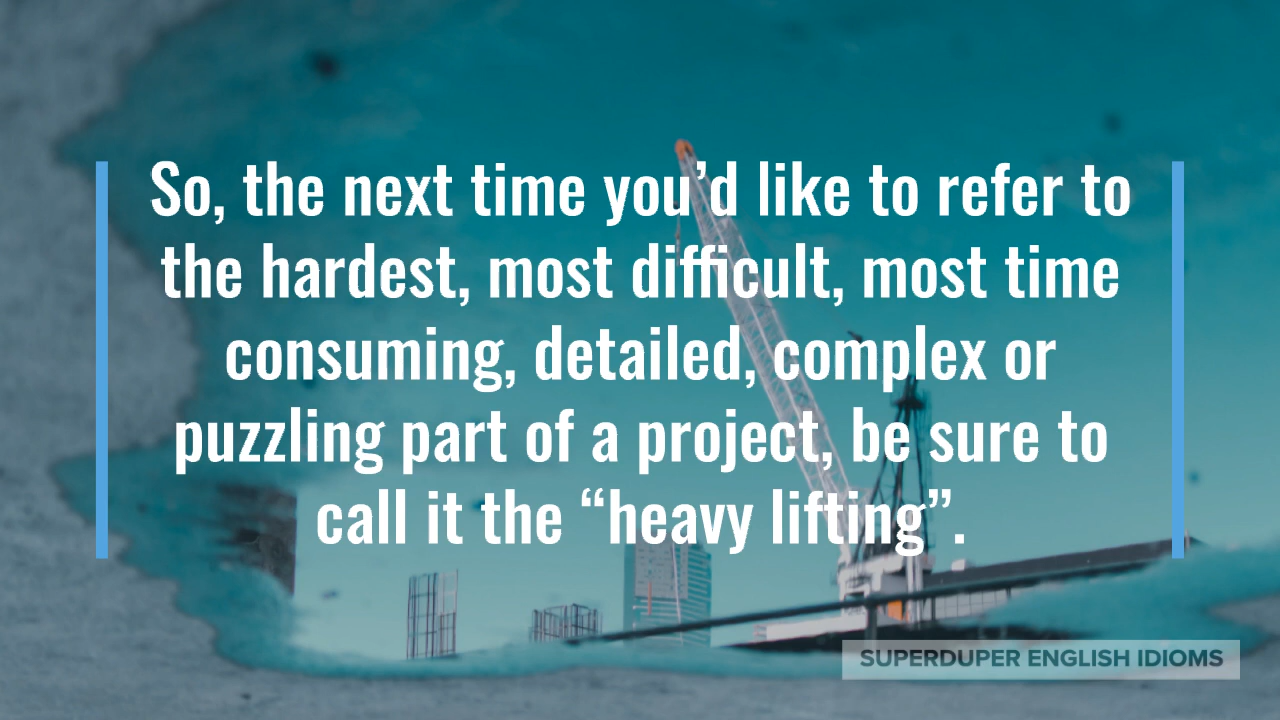 So, the next time you’d like to refer to
the hardest, most difficult, most time
consuming, detailed, complex or
puzzling part of a project, be sure to
call it the “heavy lifting”.
SUPERDUPER ENGLISH IDIOMS